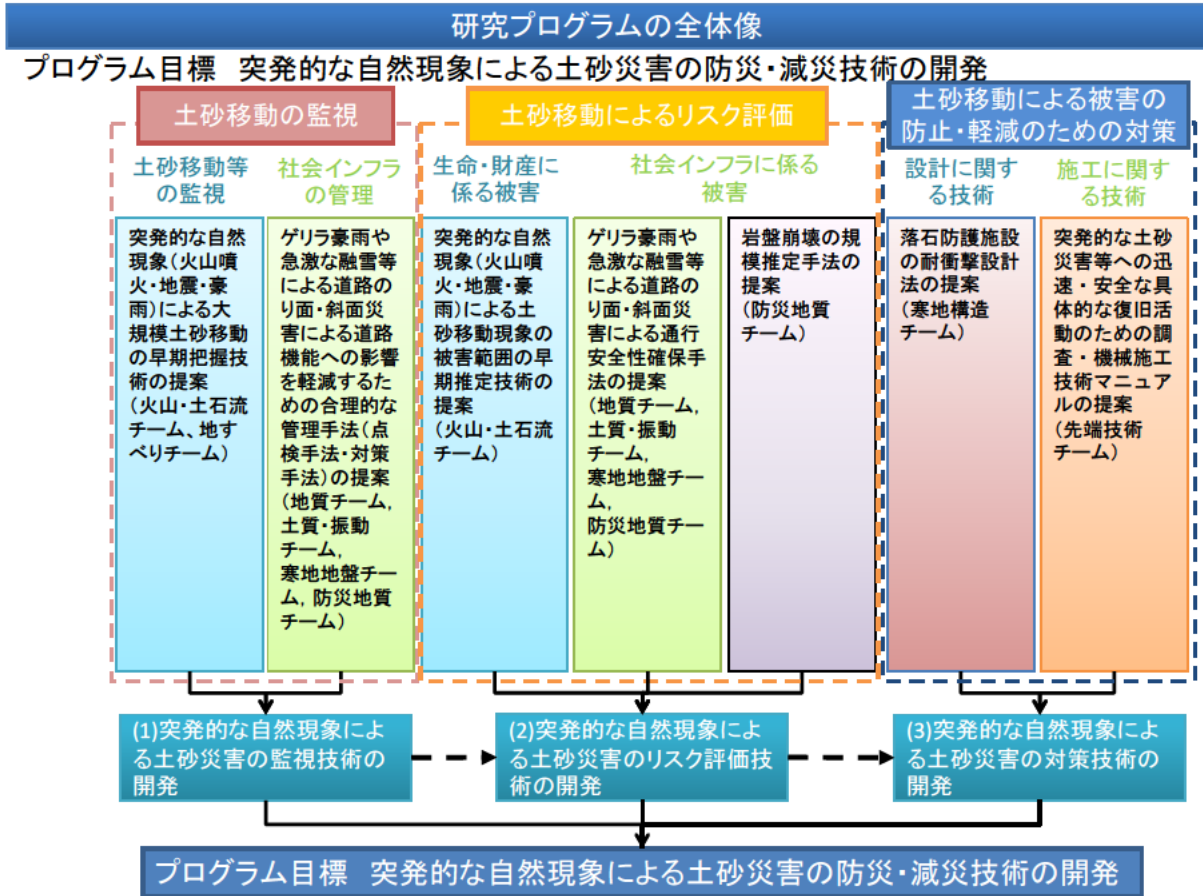 研究プログラムの全体像
プログラム目標　突発的な自然現象による土砂災害の防災・減災技術の開発
土砂移動の監視
土砂移動等
の監視
社会インフラ
の管理
突発的な自然
現象(火山噴
火・地震・豪
雨)による大
規模土砂移動
の早期把握技
術の提案
(火山・土石流
チーム、地す
べりチーム)
ゲリラ豪雨や
急激な融雪等
による道路の
り面・斜面災
害による道路
機能への影響
を軽減するた
めの合理的な
管理手法(点
検手法・対策
手法)の提案
(地質チーム,
土質・振動
チーム,
寒地地盤チー
ム, 防災地質
チーム)
土砂移動によるリスク評価
生命・財産に
係る被害
社会インフラに係る
被害
突発的な自然
現象(火山噴
火・地震・豪
雨)による土
砂移動現象の
被害範囲の早
期推定技術の
提案
(火山・土石流
チーム)
ゲリラ豪雨や
急激な融雪等
による道路の
り面・斜面災
害による通行
安全性確保手
法の提案
(地質チーム,
土質・振動
チーム,
寒地地盤チー
ム,
防災地質チー
ム)
岩盤崩壊の規
模推定手法の
提案
(防災地質
チーム)
土砂移動による被害の
防止・軽減のための対策
設計に関す
る技術
施工に関す
る技術
落石防護施設
の耐衝撃設計
法の提案
(寒地構造
チーム)
突発的な土砂
災害等への迅
速・安全な具
体的な復旧活
動のための調
査・機械施工
技術マニュア
ルの提案
(先端技術
チーム)
(1)突発的な自然現象によ
る土砂災害の監視技術の
開発
(2)突発的な自然現象によ
る土砂災害のリスク評価技
術の開発
(3)突発的な自然現象によ
る土砂災害の対策技術の
開発
プログラム目標　突発的な自然現象による土砂災害の防災・減災技術の開発